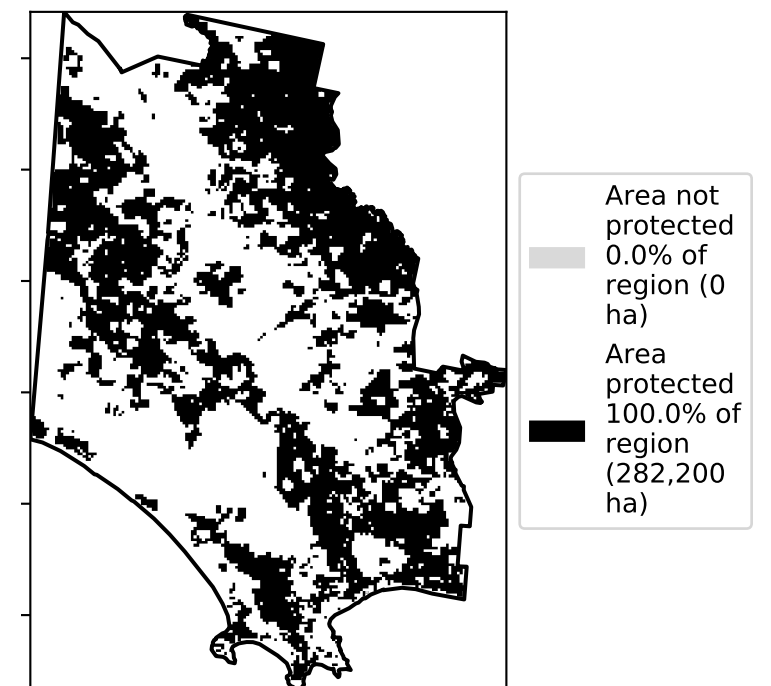 Area not
protected
0.0% of
region (0
ha)
Area
protected
100.0% of
region
(282,200
ha)